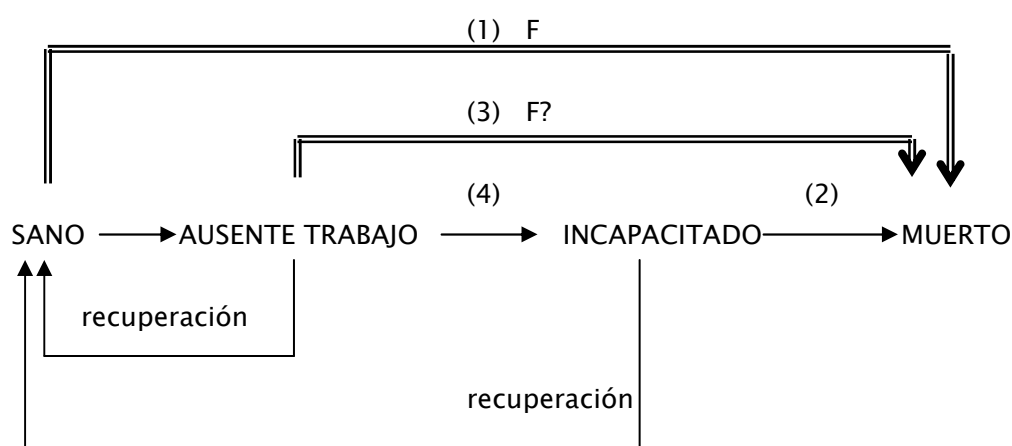 (1) F
(3) F?
(4)
(2)
SANO AUSENTE TRABAJO INCAPACITADO MUERTO
recuperación
recuperación